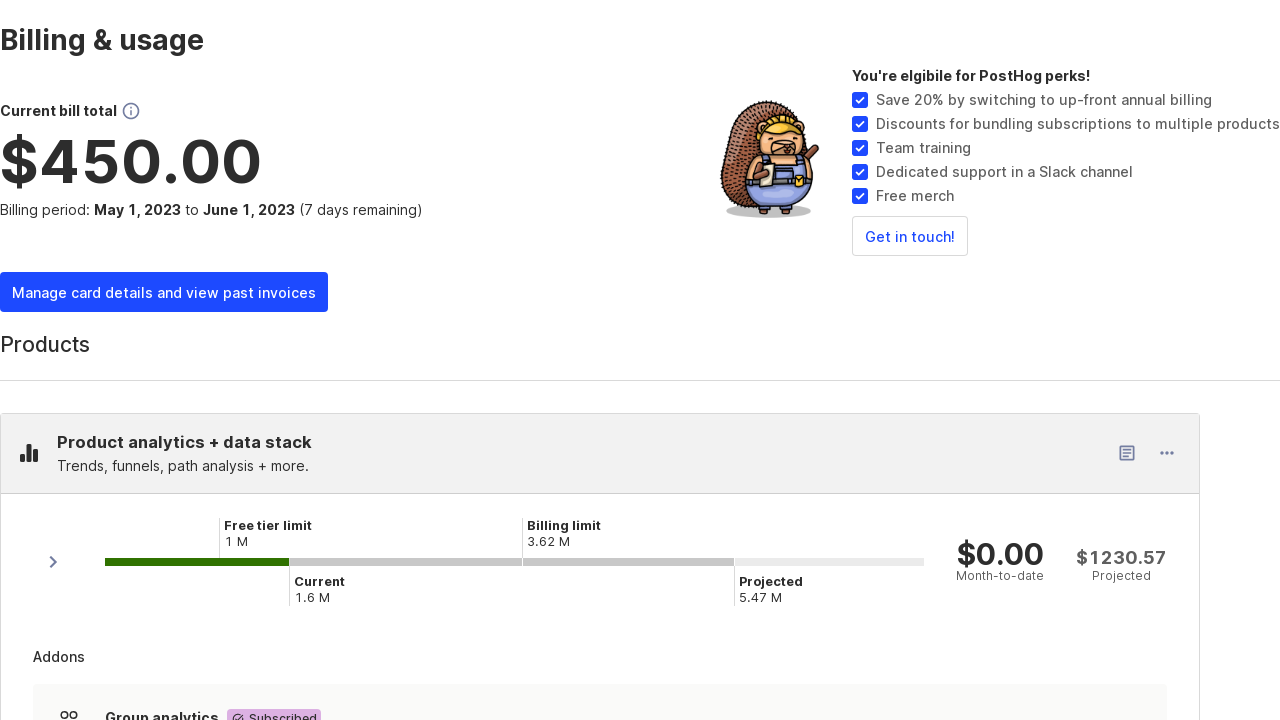 Billing & usage
Current bill total
$450.00
Billing period: May 1, 2023 to June 1, 2023 (7 days remaining)
You're elgibile for PostHog perks!
Save 20% by switching to up-front annual billing
Discounts for bundling subscriptions to multiple products
Team training
Dedicated support in a Slack channel
Free merch
Get in touch!
Manage card details and view past invoices
Products
Product analytics + data stack
Trends, funnels, path analysis + more.
Free tier limit
1 M
Billing limit
3.62 M
Current
1.6 M
Projected
5.47 M
$0.00
Month-to-date
$1230.57
Projected
Addons
Group analytics Subscribed